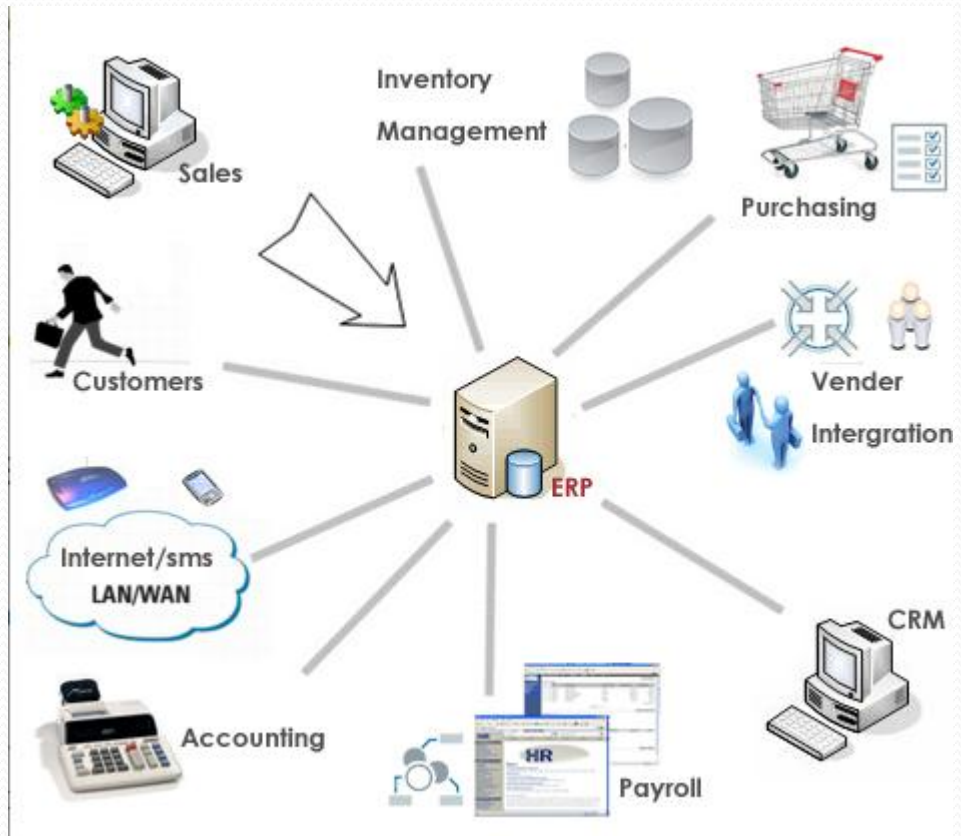 Inventory
Management
Sales
Purchasing
Customers
Vender
Intergration
ERP
Internet/sms
LAN/WAN
CRM
Accounting
HR
Payroll